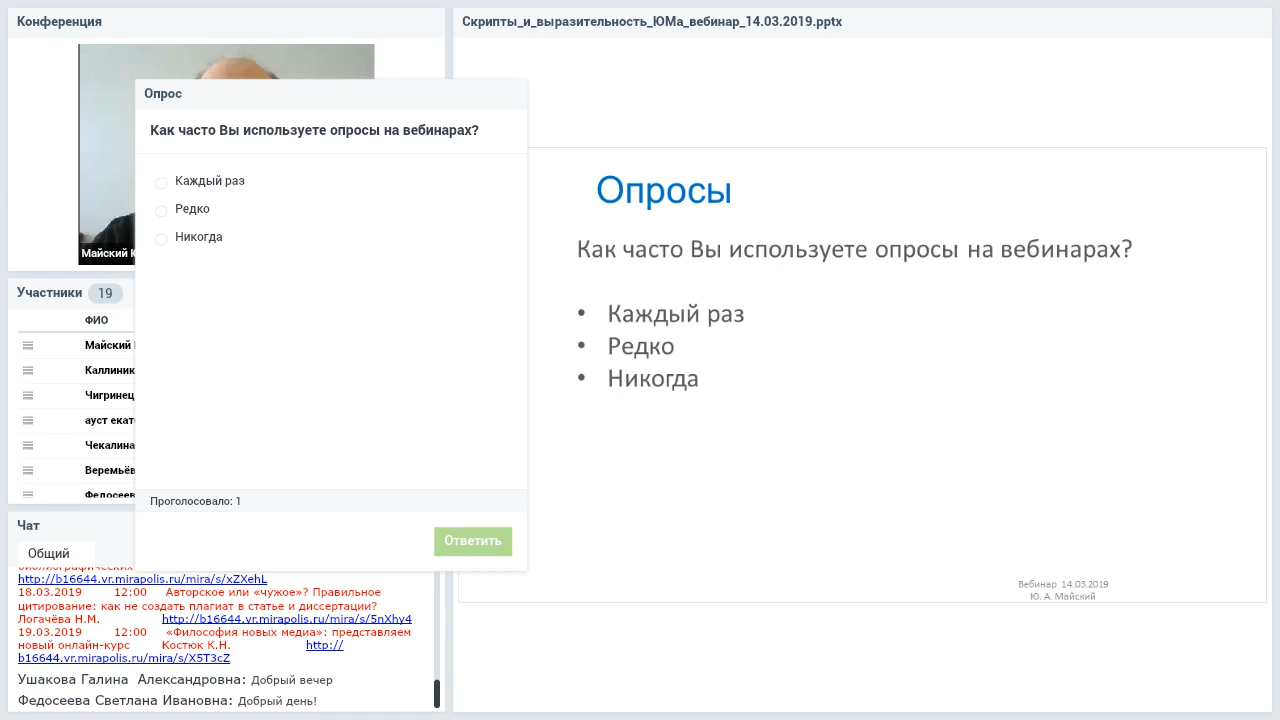 Конференция
Майский
Опрос
Как часто Вы используете опросы на вебинарах?
Каждый раз
Редко
Никогда
Проголосовало: 1
Ответить
Участники 19
ФИО
Майский
Каллиник
Чигринец
ауст екат
Чекалина
Веремьёв
Федосеев
Чат
Общий
библиографических
http://b16644.vr.mirapolis.ru/mira/s/xZXehL
18.03.2019 12:00 Авторское или «чужое»? Правильное
цитирование: как не создать плагиат в статье и диссертации?
Логачёва Н.М. http://b16644.vr.mirapolis.ru/mira/s/5nXhy4
19.03.2019 12:00 «Философия новых медиа»: представляем
новый онлайн-курс Костюк К.Н. http://
b16644.vr.mirapolis.ru/mira/s/X5T3cZ
Ушакова Галина Александровна: Добрый вечер
Федосеева Светлана Ивановна: Добрый день!
Скрипты_и_выразительность_ЮМа_вебинар_14.03.2019.pptx
Опросы
Как часто Вы используете опросы на вебинарах?
• Каждый раз
• Редко
• Никогда
Вебинар 14.03.2019
Ю. А. Майский